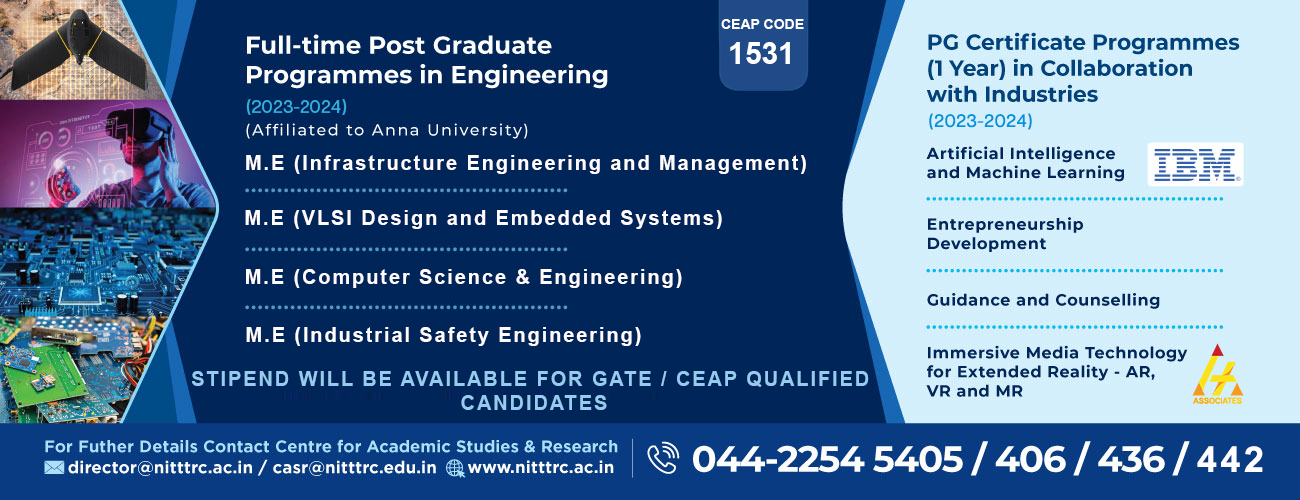 CEAP CODE
1531
Full-time Post Graduate
Programmes in Engineering
(2023-2024)
(Affiliated to Anna University)
M.E (Infrastructure Engineering and Management)
M.E (VLSI Design and Embedded Systems)
M.E (Computer Science & Engineering)
M.E (Industrial Safety Engineering)
STIPEND WILL BE AVAILABLE FOR GATE / CEAP QUALIFIED
CANDIDATES
PG Certificate Programmes
(1 Year) in Collaboration
with Industries
(2023-2024)
Artificial Intelligence
and Machine Learning
IBM
Entrepreneurship
Development
Guidance and Counselling
Immersive Media Technology
for Extended Reality - AR,
VR and MR
ASSOCIATES
For Futher Details Contact Centre for Academic Studies & Research
director@nitttrc.ac.in / casr@nitttrc.edu.in www.nitttrc.ac.in
044-2254 5405 / 406 / 436 / 442